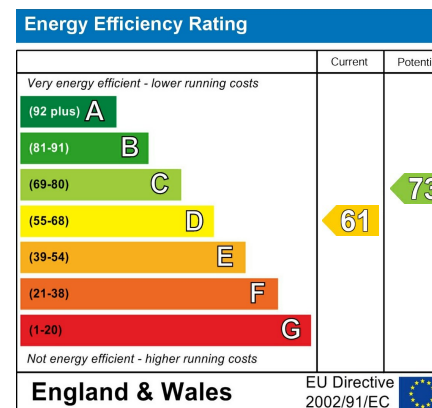 Energy Efficiency Rating
Current Potenti
Very energy efficient - lower running costs
(92 plus) A
(81-91) B
(69-80) C
73
(55-68) D
61
(39-54) E
(21-38) F
(1-20) G
Not energy efficient - higher running costs
England & Wales
EU Directive
2002/91/EC